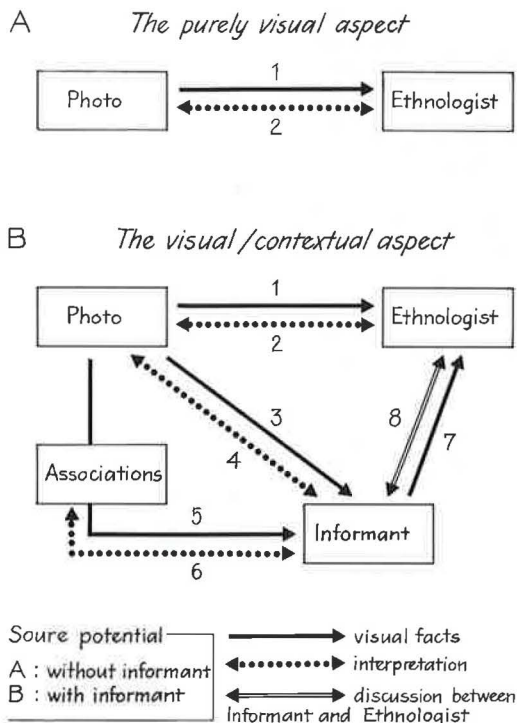 A The purely visual aspect
1
Photo Ethnologist
2
B The visual/contextual aspect
1
Photo Ethnologist
2
3
8
4 7
Associations
5 Informant
6
Soure potential
A : without informant
B : with informant
visual facts
interpretation
discussion between
Informant and Ethnologist